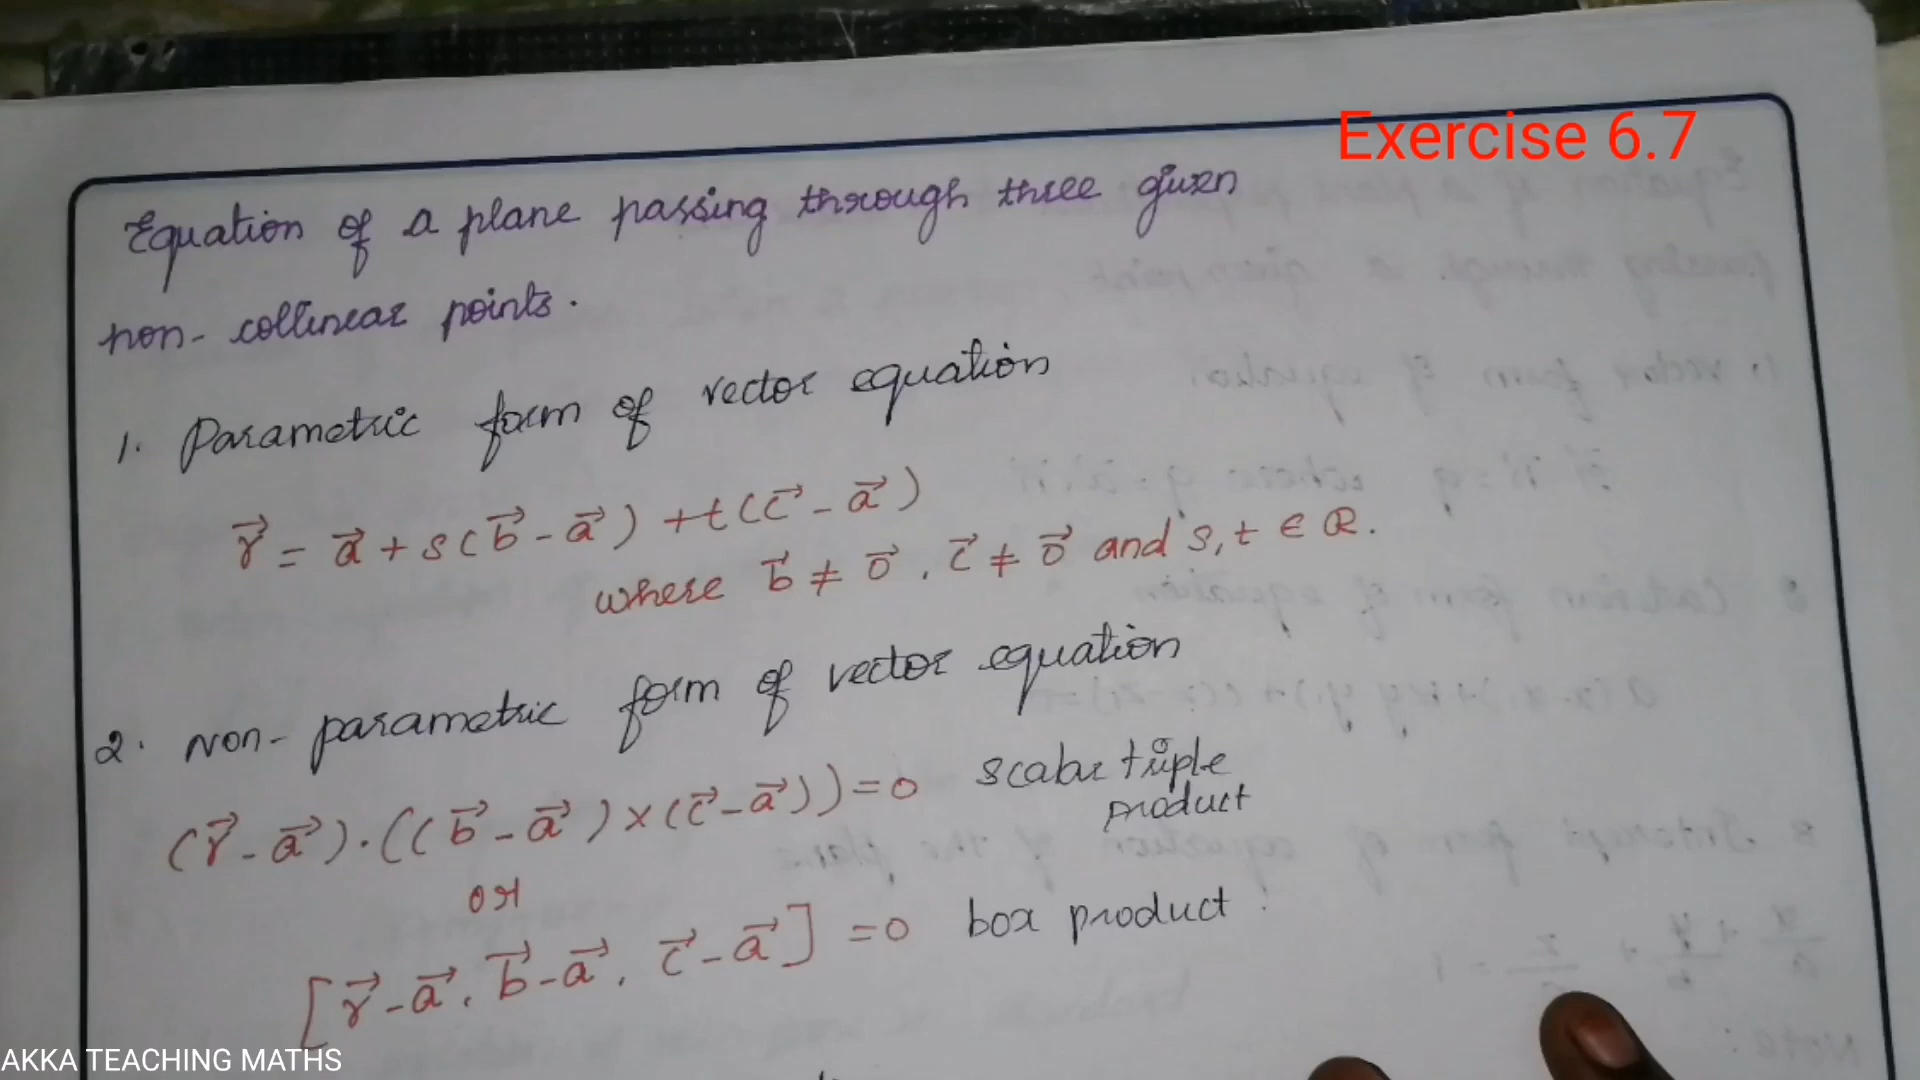 Exercise 6.7
Equation of a plane passing through three given
non-collinear points.
1. Parametric form of vector equation
r⃗ = a⃗ + s(b⃗ - a⃗) + t(c⃗ - a⃗)
where b⃗ ≠ 0⃗, c⃗ ≠ 0⃗ and s, t ∈ R.
2. Non-parametric form of vector equation
(r⃗ - a⃗)·((b⃗ - a⃗)×(c⃗ - a⃗)) = 0 scalar triple
product
or
[r⃗ - a⃗, b⃗ - a⃗, c⃗ - a⃗] = 0 box product
AKKA TEACHING MATHS